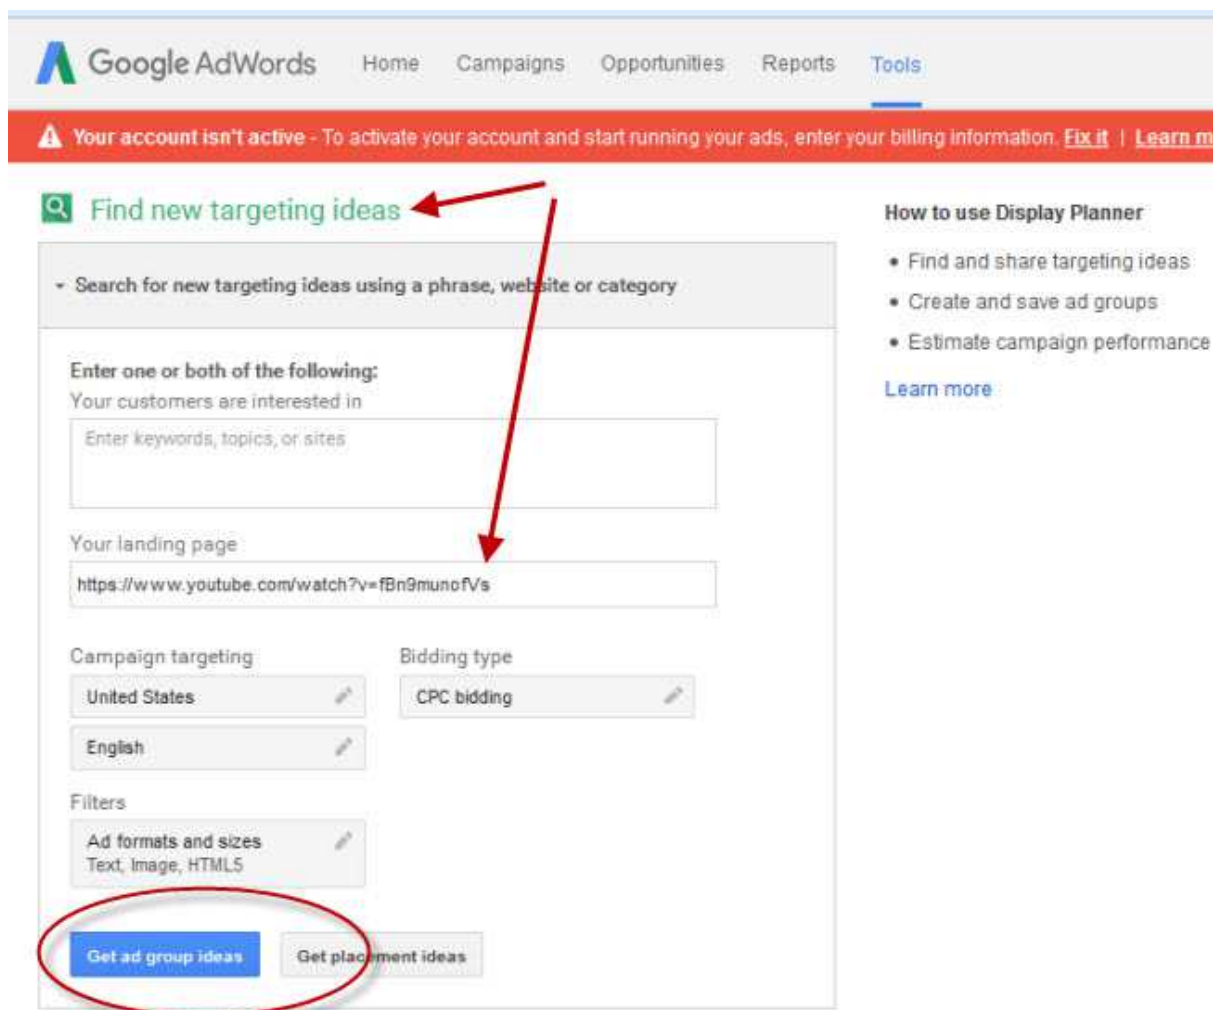 Google AdWords Home Campaigns Opportunities Reports Tools
Your account isn't active - To activate your account and start running your ads, enter your billing information. Fix it | Learn m
Find new targeting ideas
Search for new targeting ideas using a phrase, website or category
Enter one or both of the following:
Your customers are interested in
Enter keywords, topics, or sites
Your landing page
https://www.youtube.com/watch?v=fBn9munofVs
Campaign targeting
United States
English
Bidding type
CPC bidding
Filters
Ad formats and sizes
Text, Image, HTML5
Get ad group ideas
Get placement ideas
How to use Display Planner
• Find and share targeting ideas
• Create and save ad groups
• Estimate campaign performance
Learn more